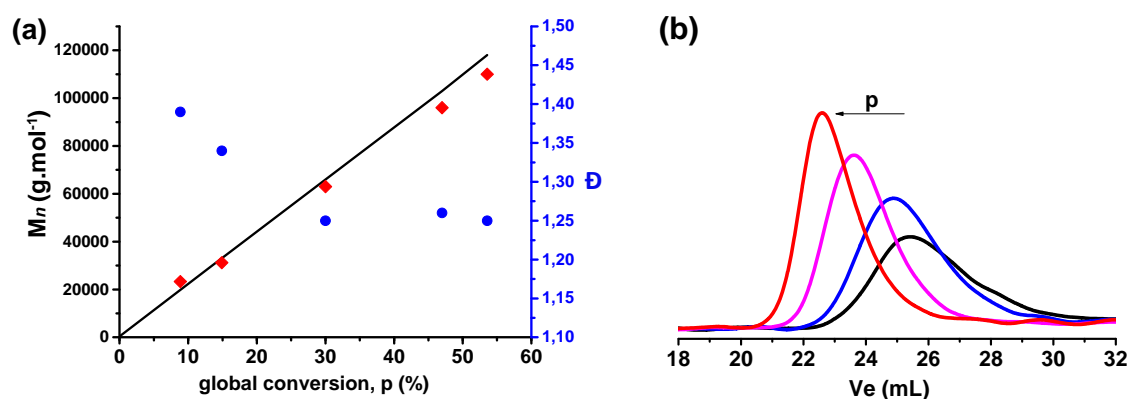 (a)
Mn (g.mol-1)
120000
100000
80000
60000
40000
20000
0
0 10 20 30 40 50 60
global conversion, p (%)
1,50
1,45
1,40
1,35
1,30
1,25
1,20
1,15
1,10
Đ
(b)
p
18 20 22 24 26 28 30 32
Ve (mL)